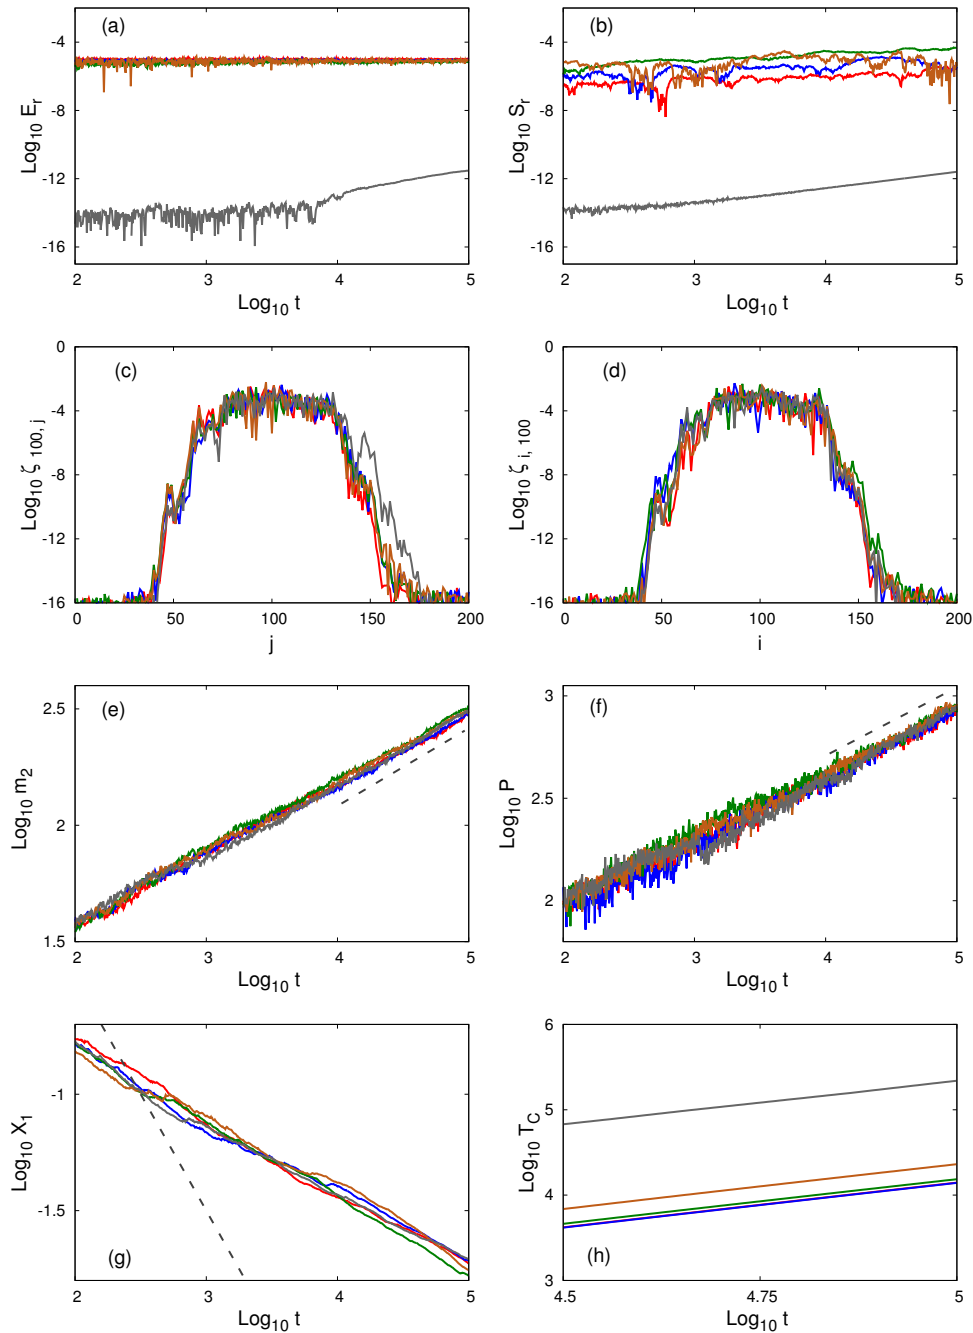 (a)
Log10 Er
-4
-8
-12
-16
2 3 4 5
Log10 t
(b)
Log10 Sr
-4
-8
-12
-16
2 3 4 5
Log10 t
(c)
Log10 ζ 100, j
0
-4
-8
-12
-16
0 50 100 150 200
j
(d)
Log10 ζ i, 100
0
-4
-8
-12
-16
0 50 100 150 200
i
(e)
Log10 m2
2.5
2
1.5
2 3 4 5
Log10 t
(f)
Log10 P
3
2.5
2
2 3 4 5
Log10 t
(g)
Log10 X1
-1
-1.5
2 3 4 5
Log10 t
(h)
Log10 TC
6
5
4
3
4.5 4.75 5
Log10 t